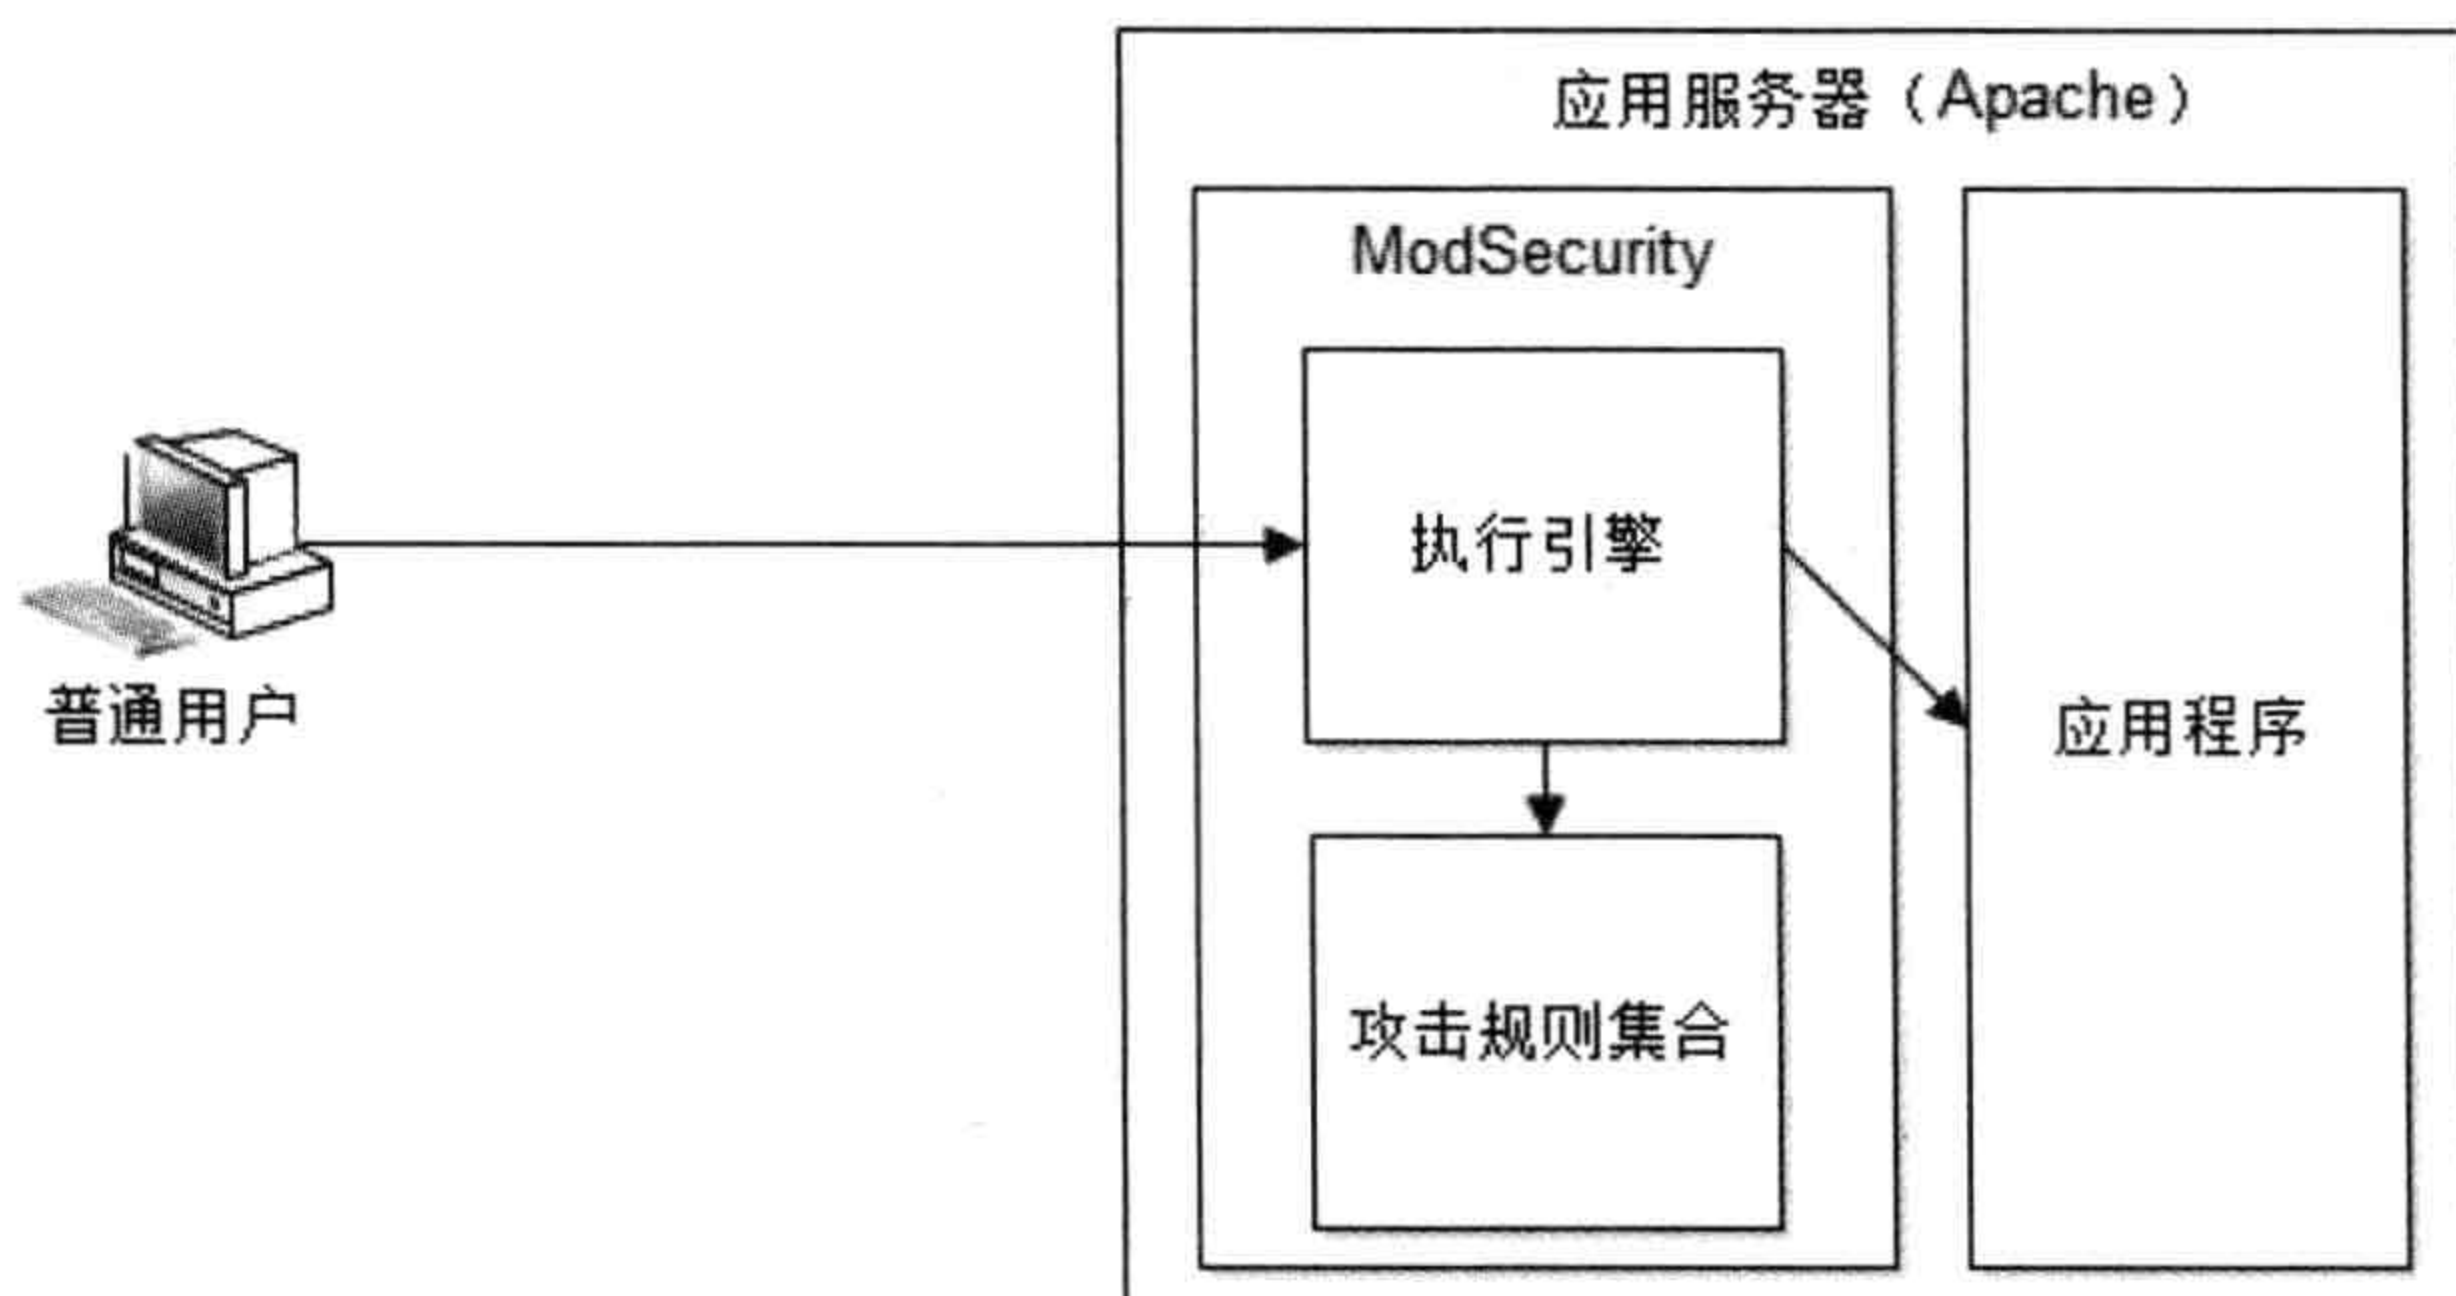 应用服务器（Apache）
ModSecurity
执行引擎
普通用户
应用程序
攻击规则集合